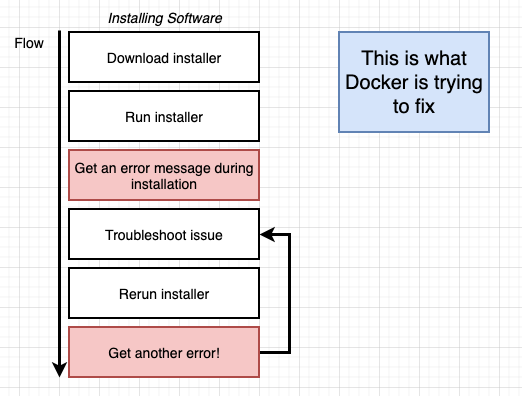 Installing Software
Flow
Download installer
Run installer
Get an error message during
installation
Troubleshoot issue
Rerun installer
Get another error!
This is what
Docker is trying
to fix